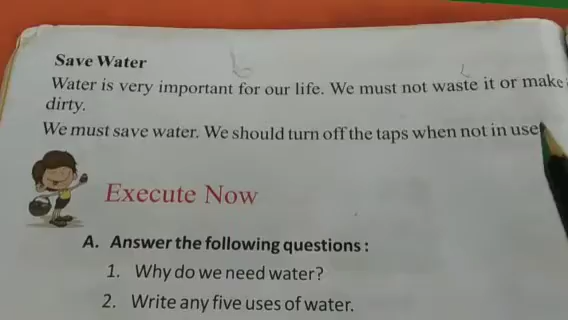 Save Water
Water is very important for our life. We must not waste it or make
dirty.
We must save water. We should turn off the taps when not in use
Execute Now
A. Answer the following questions :
1. Why do we need water?
2. Write any five uses of water.